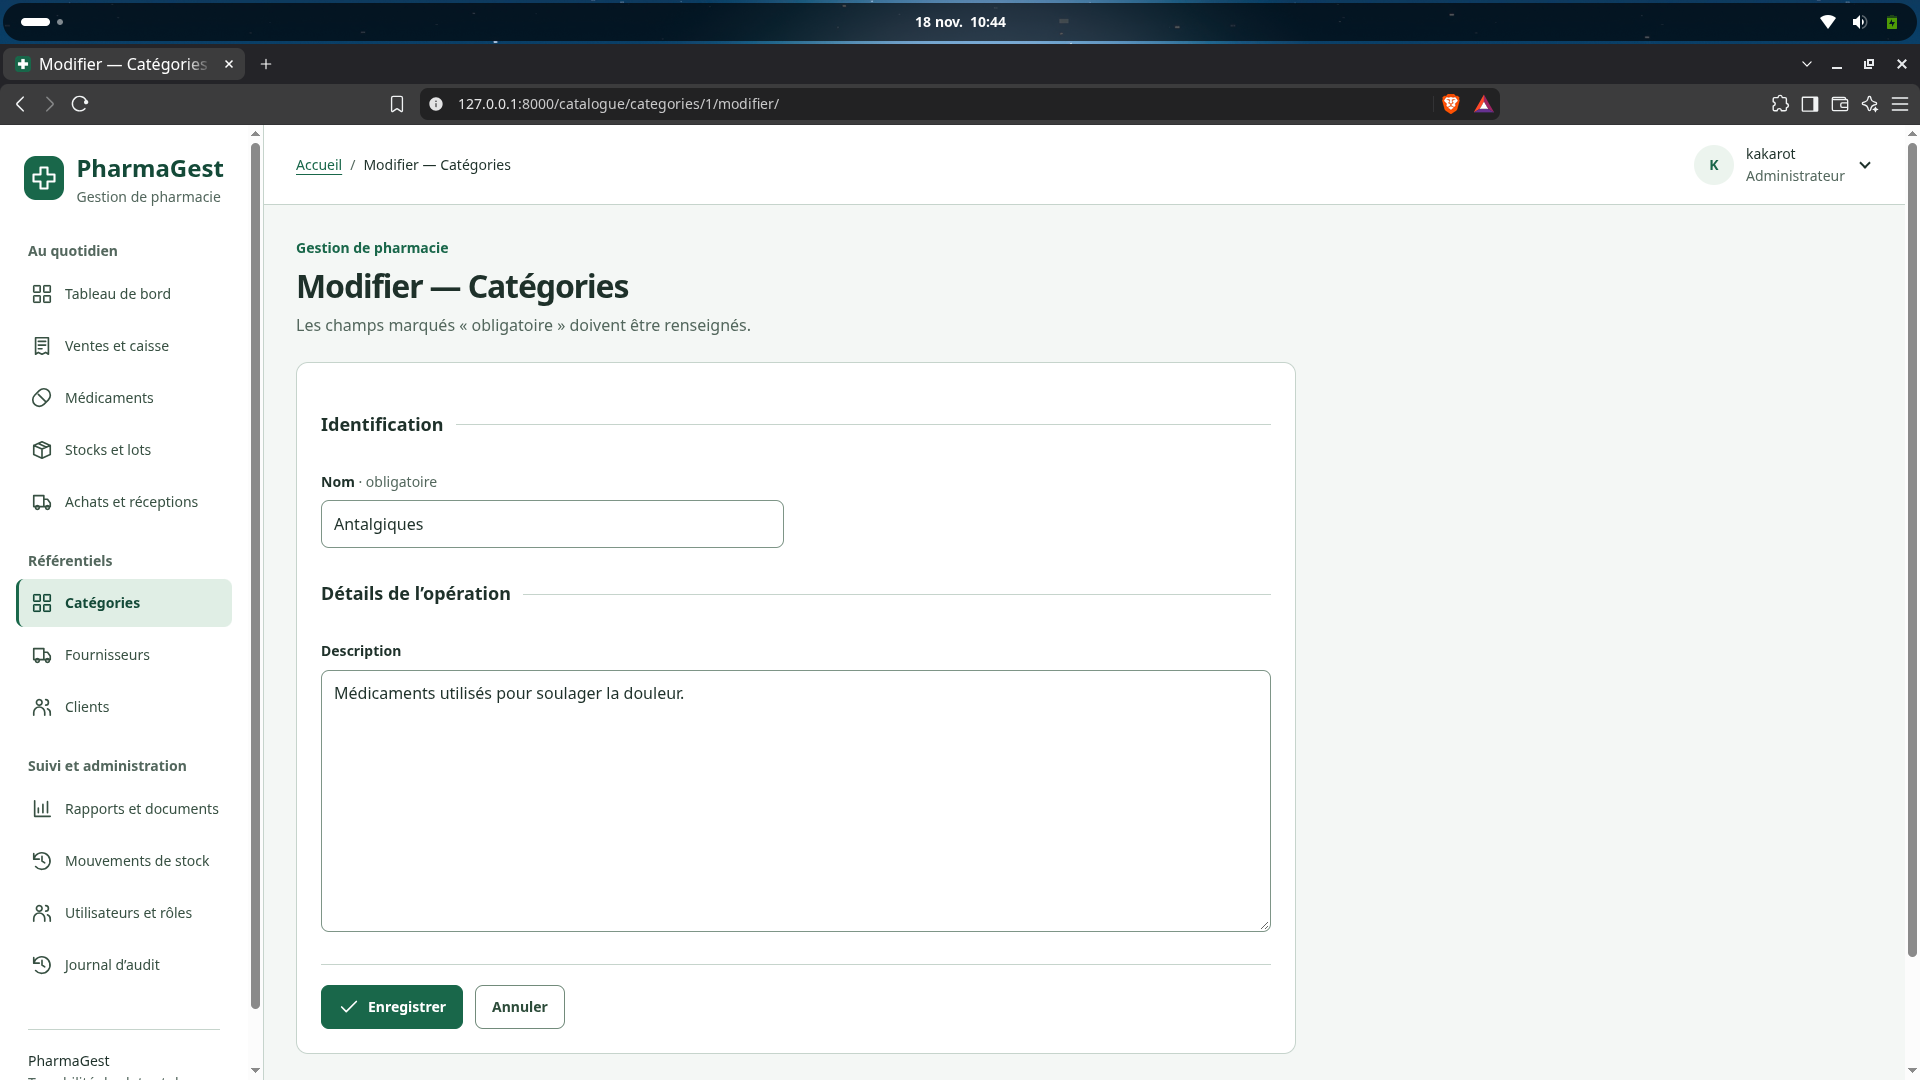 18 nov. 10:44
Modifier — Catégories
127.0.0.1:8000/catalogue/categories/1/modifier/
PharmaGest
Gestion de pharmacie
Au quotidien
Tableau de bord
Ventes et caisse
Médicaments
Stocks et lots
Achats et réceptions
Référentiels
Catégories
Fournisseurs
Clients
Suivi et administration
Rapports et documents
Mouvements de stock
Utilisateurs et rôles
Journal d’audit
PharmaGest
Accueil / Modifier — Catégories
K
kakarot
Administrateur
Gestion de pharmacie
Modifier — Catégories
Les champs marqués « obligatoire » doivent être renseignés.
Identification
Nom · obligatoire
Antalgiques
Détails de l’opération
Description
Médicaments utilisés pour soulager la douleur.
Enregistrer
Annuler